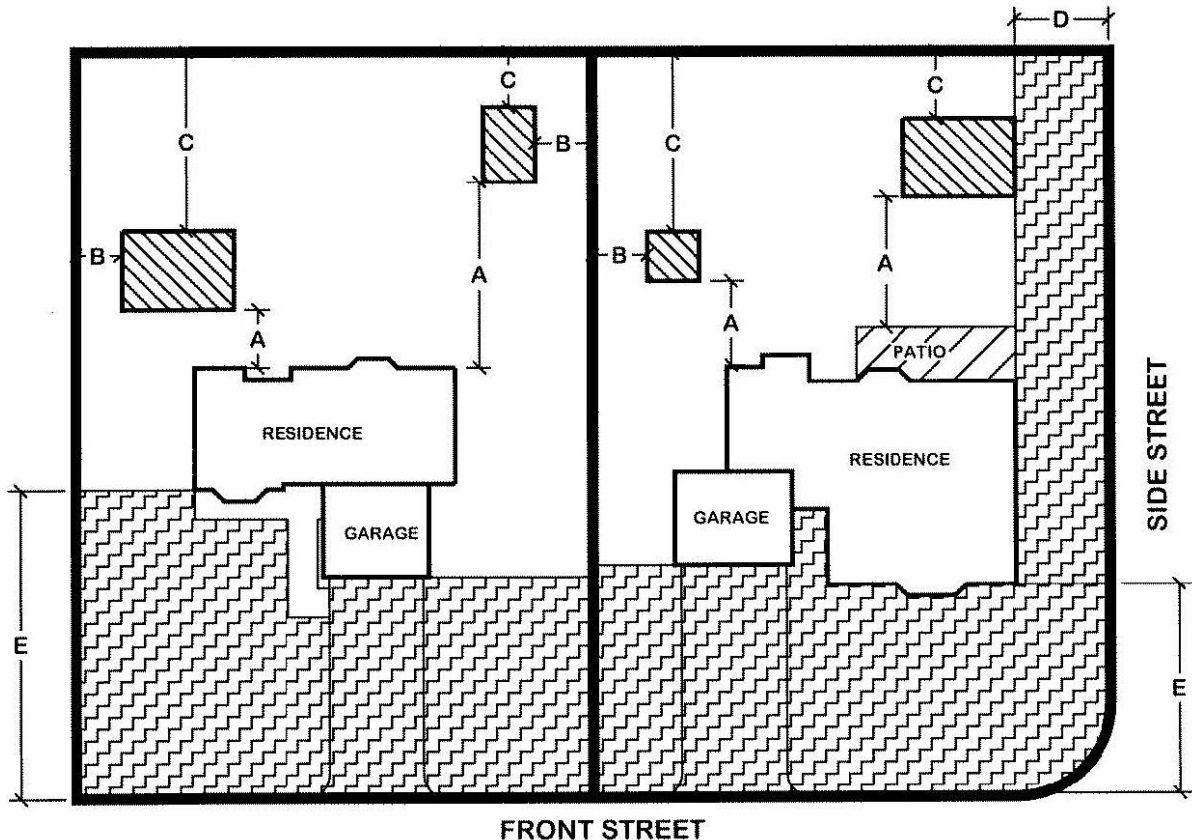 D
C
C
C
C
B
B
B
A
A
A
A
PATIO
RESIDENCE
RESIDENCE
GARAGE
GARAGE
SIDE STREET
E
E
FRONT STREET